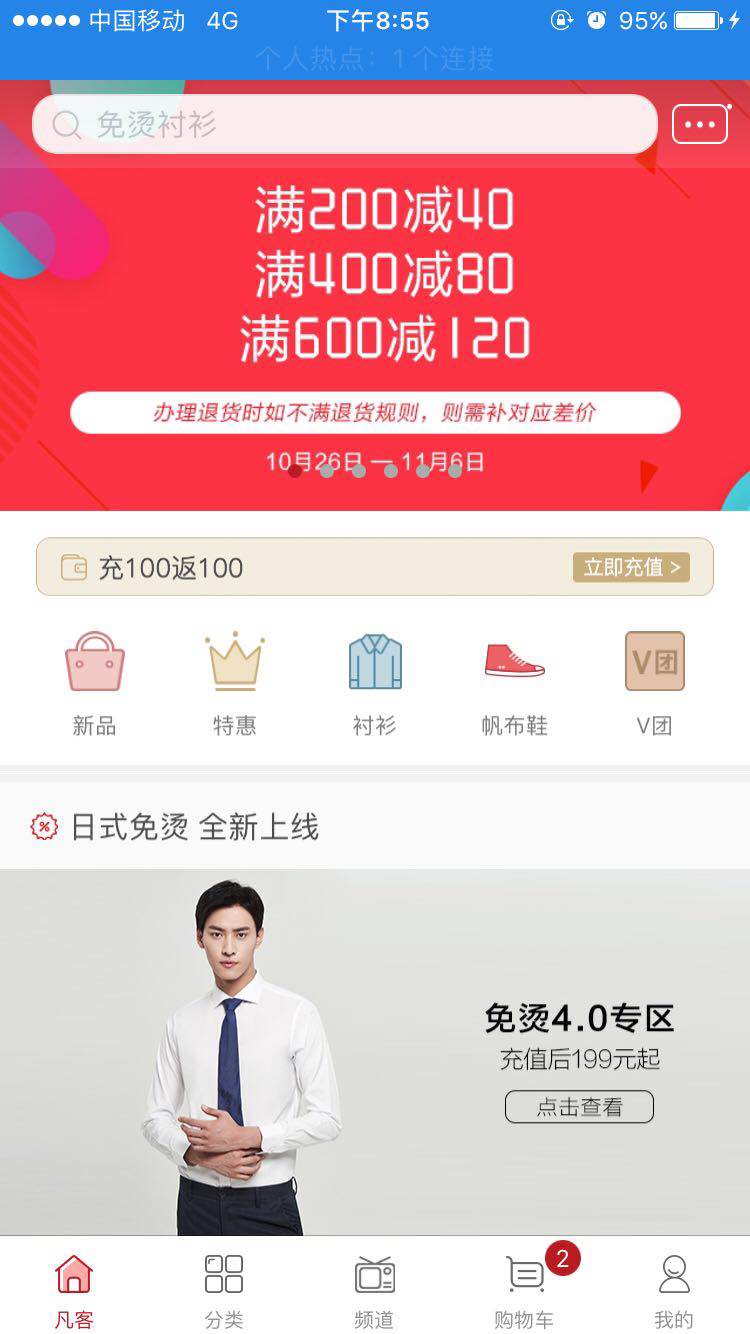 中国移动 4G 下午8:55 95%
个人热点：1个连接
免烫衬衫
满200减40
满400减80
满600减120
办理退货时如不满退货规则，则需补对应差价
10月26日 — 11月6日
充100返100 立即充值 >
V团
新品 特惠 衬衫 帆布鞋 V团
日式免烫 全新上线
免烫4.0专区
充值后199元起
点击查看
2
凡客 分类 频道 购物车 我的